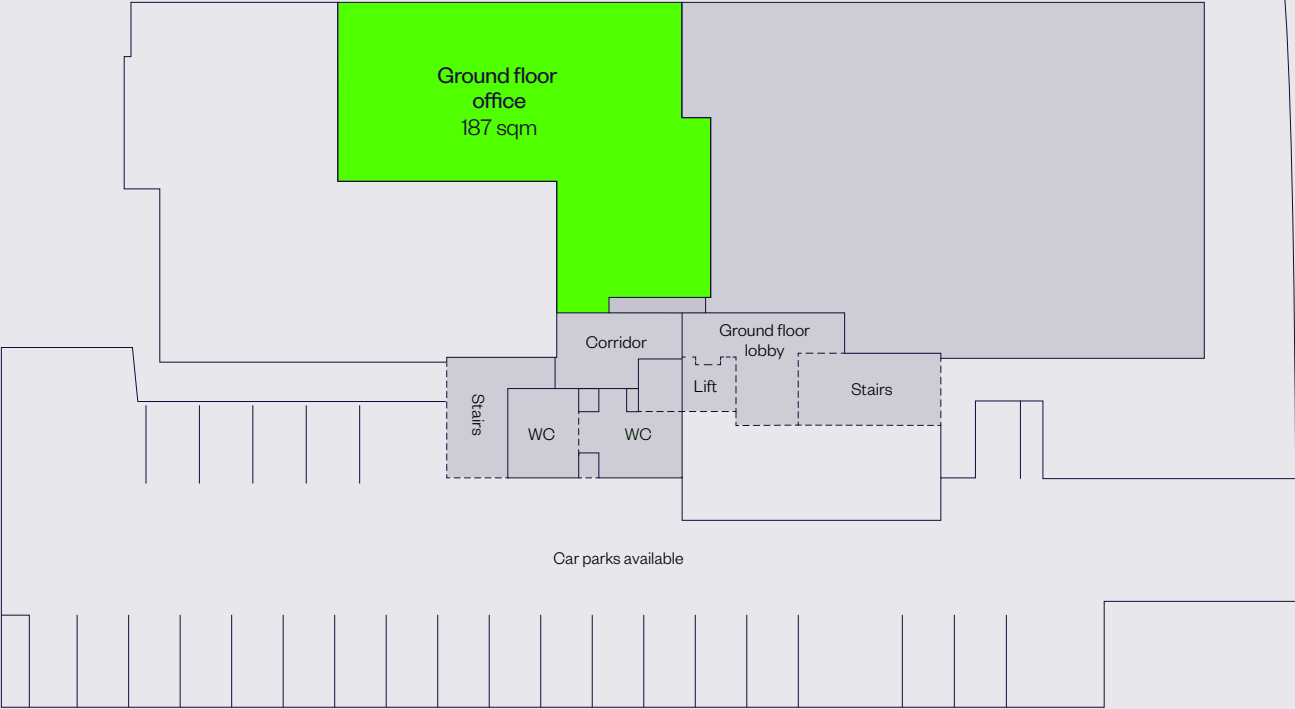 Ground floor
office
187 sqm
Corridor
Ground floor
lobby
Lift
Stairs
Stairs
WC
WC
Car parks available